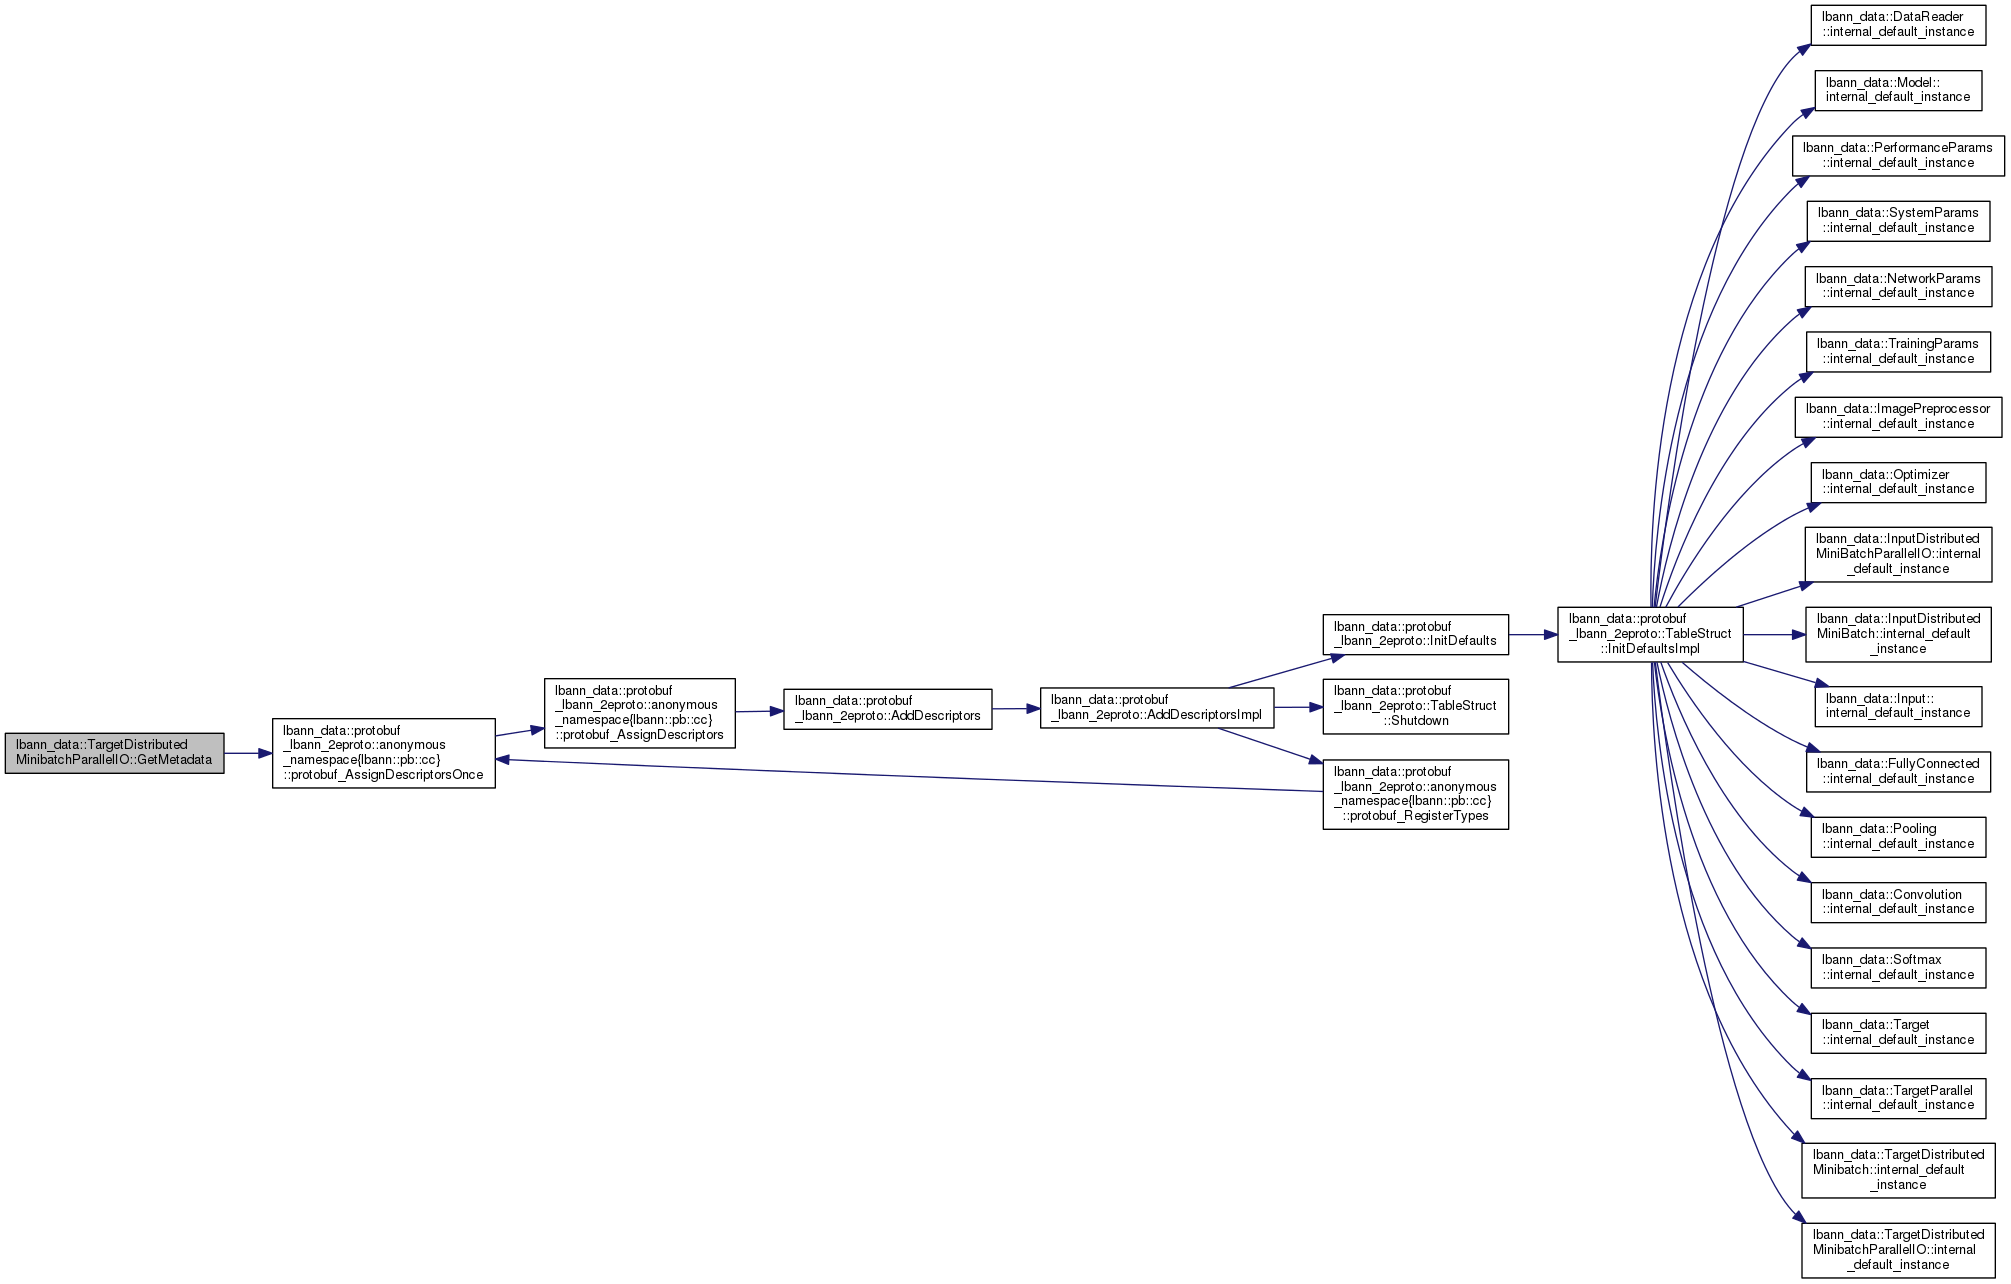 lbann_data::TargetDistributed
MinibatchParallelIO::GetMetadata
lbann_data::protobuf
_lbann_2eproto::anonymous
_namespace{lbann::pb::cc}
::protobuf_AssignDescriptorsOnce
lbann_data::protobuf
_lbann_2eproto::anonymous
_namespace{lbann::pb::cc}
::protobuf_AssignDescriptors
lbann_data::protobuf
_lbann_2eproto::AddDescriptors
lbann_data::protobuf
_lbann_2eproto::AddDescriptorsImpl
lbann_data::protobuf
_lbann_2eproto::InitDefaults
lbann_data::protobuf
_lbann_2eproto::TableStruct
::Shutdown
lbann_data::protobuf
_lbann_2eproto::anonymous
_namespace{lbann::pb::cc}
::protobuf_RegisterTypes
lbann_data::protobuf
_lbann_2eproto::TableStruct
::InitDefaultsImpl
lbann_data::DataReader
::internal_default_instance
lbann_data::Model::
internal_default_instance
lbann_data::PerformanceParams
::internal_default_instance
lbann_data::SystemParams
::internal_default_instance
lbann_data::NetworkParams
::internal_default_instance
lbann_data::TrainingParams
::internal_default_instance
lbann_data::ImagePreprocessor
::internal_default_instance
lbann_data::Optimizer
::internal_default_instance
lbann_data::InputDistributed
MiniBatchParallelIO::internal
_default_instance
lbann_data::InputDistributed
MiniBatch::internal_default
_instance
lbann_data::Input::
internal_default_instance
lbann_data::FullyConnected
::internal_default_instance
lbann_data::Pooling
::internal_default_instance
lbann_data::Convolution
::internal_default_instance
lbann_data::Softmax
::internal_default_instance
lbann_data::Target
::internal_default_instance
lbann_data::TargetParallel
::internal_default_instance
lbann_data::TargetDistributed
Minibatch::internal_default
_instance
lbann_data::TargetDistributed
MinibatchParallelIO::internal
_default_instance